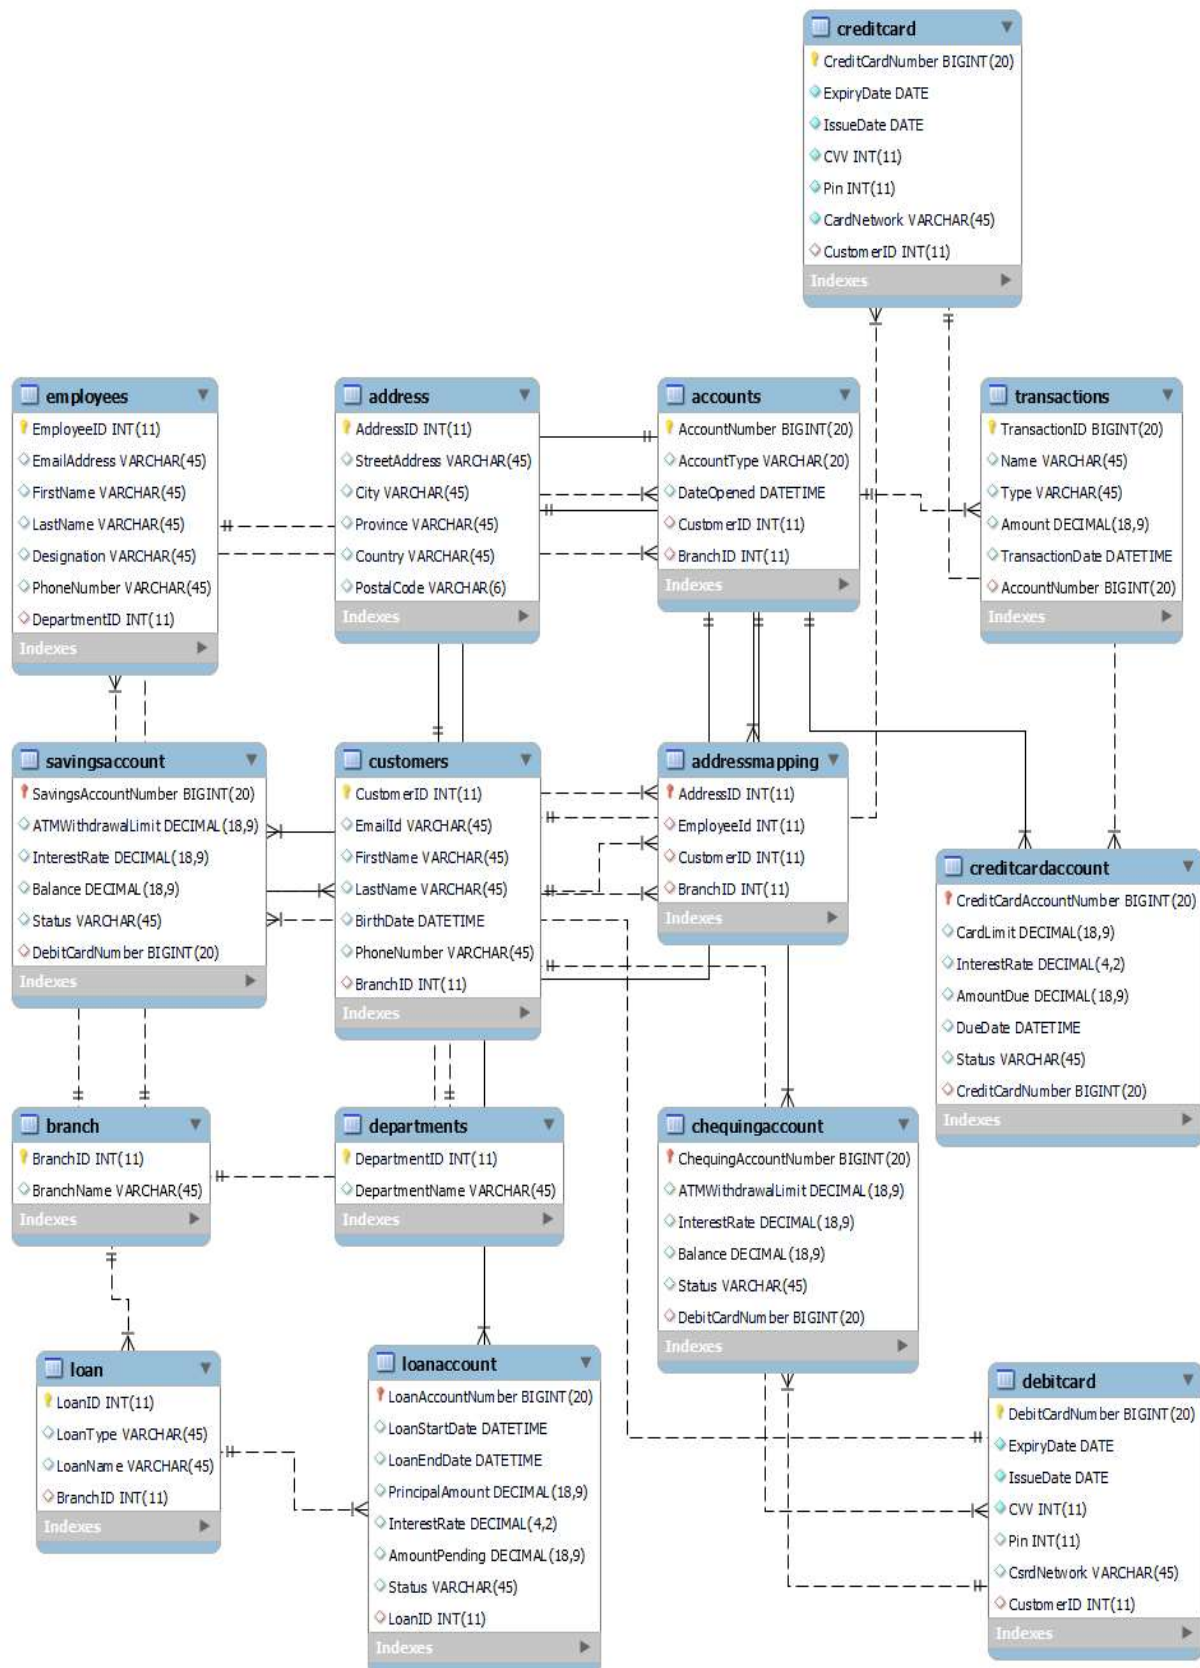 creditcard
CreditCardNumber BIGINT(20)
ExpiryDate DATE
IssueDate DATE
CVV INT(11)
Pin INT(11)
CardNetwork VARCHAR(45)
CustomerID INT(11)
Indexes
employees
EmployeeID INT(11)
EmailAddress VARCHAR(45)
FirstName VARCHAR(45)
LastName VARCHAR(45)
Designation VARCHAR(45)
PhoneNumber VARCHAR(45)
DepartmentID INT(11)
Indexes
address
AddressID INT(11)
StreetAddress VARCHAR(45)
City VARCHAR(45)
Province VARCHAR(45)
Country VARCHAR(45)
PostalCode VARCHAR(6)
Indexes
accounts
AccountNumber BIGINT(20)
AccountType VARCHAR(20)
DateOpened DATETIME
CustomerID INT(11)
BranchID INT(11)
Indexes
transactions
TransactionID BIGINT(20)
Name VARCHAR(45)
Type VARCHAR(45)
Amount DECIMAL(18,9)
TransactionDate DATETIME
AccountNumber BIGINT(20)
Indexes
savingsaccount
SavingsAccountNumber BIGINT(20)
ATMWithdrawalLimit DECIMAL(18,9)
InterestRate DECIMAL(18,9)
Balance DECIMAL(18,9)
Status VARCHAR(45)
DebitCardNumber BIGINT(20)
Indexes
customers
CustomerID INT(11)
EmailId VARCHAR(45)
FirstName VARCHAR(45)
LastName VARCHAR(45)
BirthDate DATETIME
PhoneNumber VARCHAR(45)
BranchID INT(11)
Indexes
addressmapping
AddressID INT(11)
EmployeeId INT(11)
CustomerID INT(11)
BranchID INT(11)
Indexes
creditcardaccount
CreditCardAccountNumber BIGINT(20)
CardLimit DECIMAL(18,9)
InterestRate DECIMAL(4,2)
AmountDue DECIMAL(18,9)
DueDate DATETIME
Status VARCHAR(45)
CreditCardNumber BIGINT(20)
Indexes
branch
BranchID INT(11)
BranchName VARCHAR(45)
Indexes
departments
DepartmentID INT(11)
DepartmentName VARCHAR(45)
Indexes
chequingaccount
ChequingAccountNumber BIGINT(20)
ATMWithdrawalLimit DECIMAL(18,9)
InterestRate DECIMAL(18,9)
Balance DECIMAL(18,9)
Status VARCHAR(45)
DebitCardNumber BIGINT(20)
Indexes
loan
LoanID INT(11)
LoanType VARCHAR(45)
LoanName VARCHAR(45)
BranchID INT(11)
Indexes
loanaccount
LoanAccountNumber BIGINT(20)
LoanStartDate DATETIME
LoanEndDate DATETIME
PrincipalAmount DECIMAL(18,9)
InterestRate DECIMAL(4,2)
AmountPending DECIMAL(18,9)
Status VARCHAR(45)
LoanID INT(11)
Indexes
debitcard
DebitCardNumber BIGINT(20)
ExpiryDate DATE
IssueDate DATE
CVV INT(11)
Pin INT(11)
CsrdNetwork VARCHAR(45)
CustomerID INT(11)
Indexes